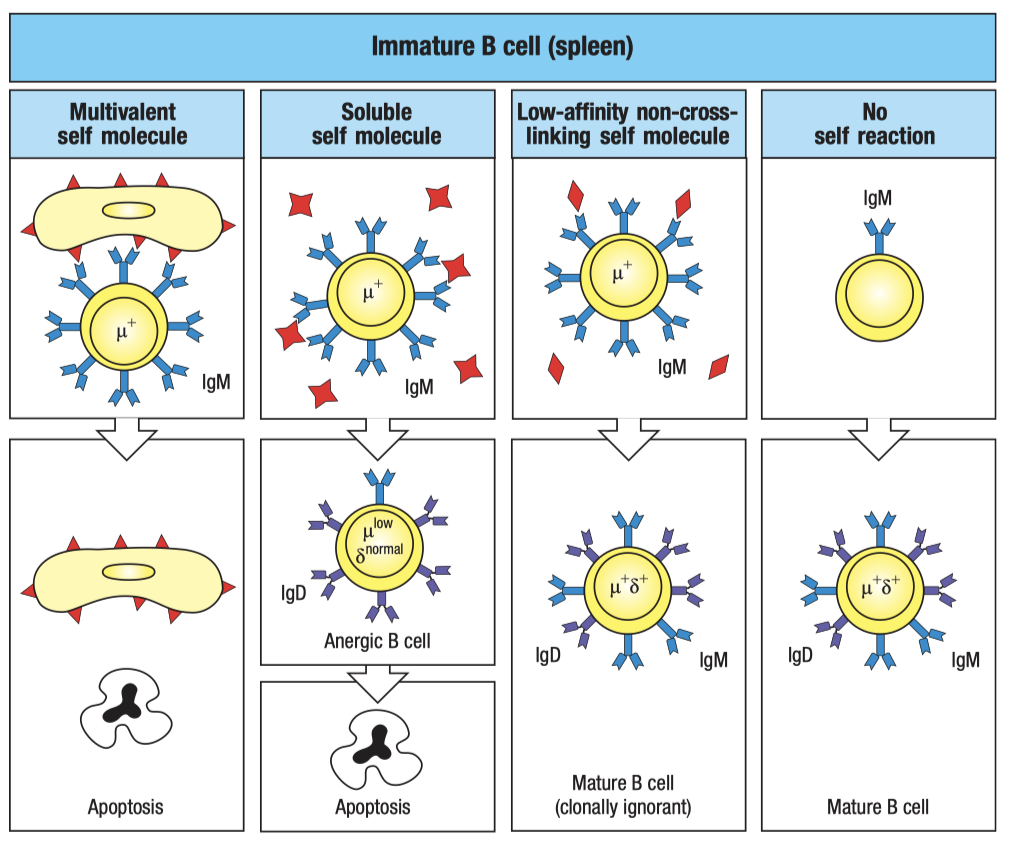 Immature B cell (spleen)
Multivalent
self molecule
Soluble
self molecule
Low-affinity non-cross-
linking self molecule
No
self reaction
μ+
IgM
μ+
IgM
μ+
IgM
IgM
μlow
δnormal
IgD
Anergic B cell
μ+δ+
IgD
IgM
μ+δ+
IgD
IgM
Apoptosis
Apoptosis
Mature B cell
(clonally ignorant)
Mature B cell